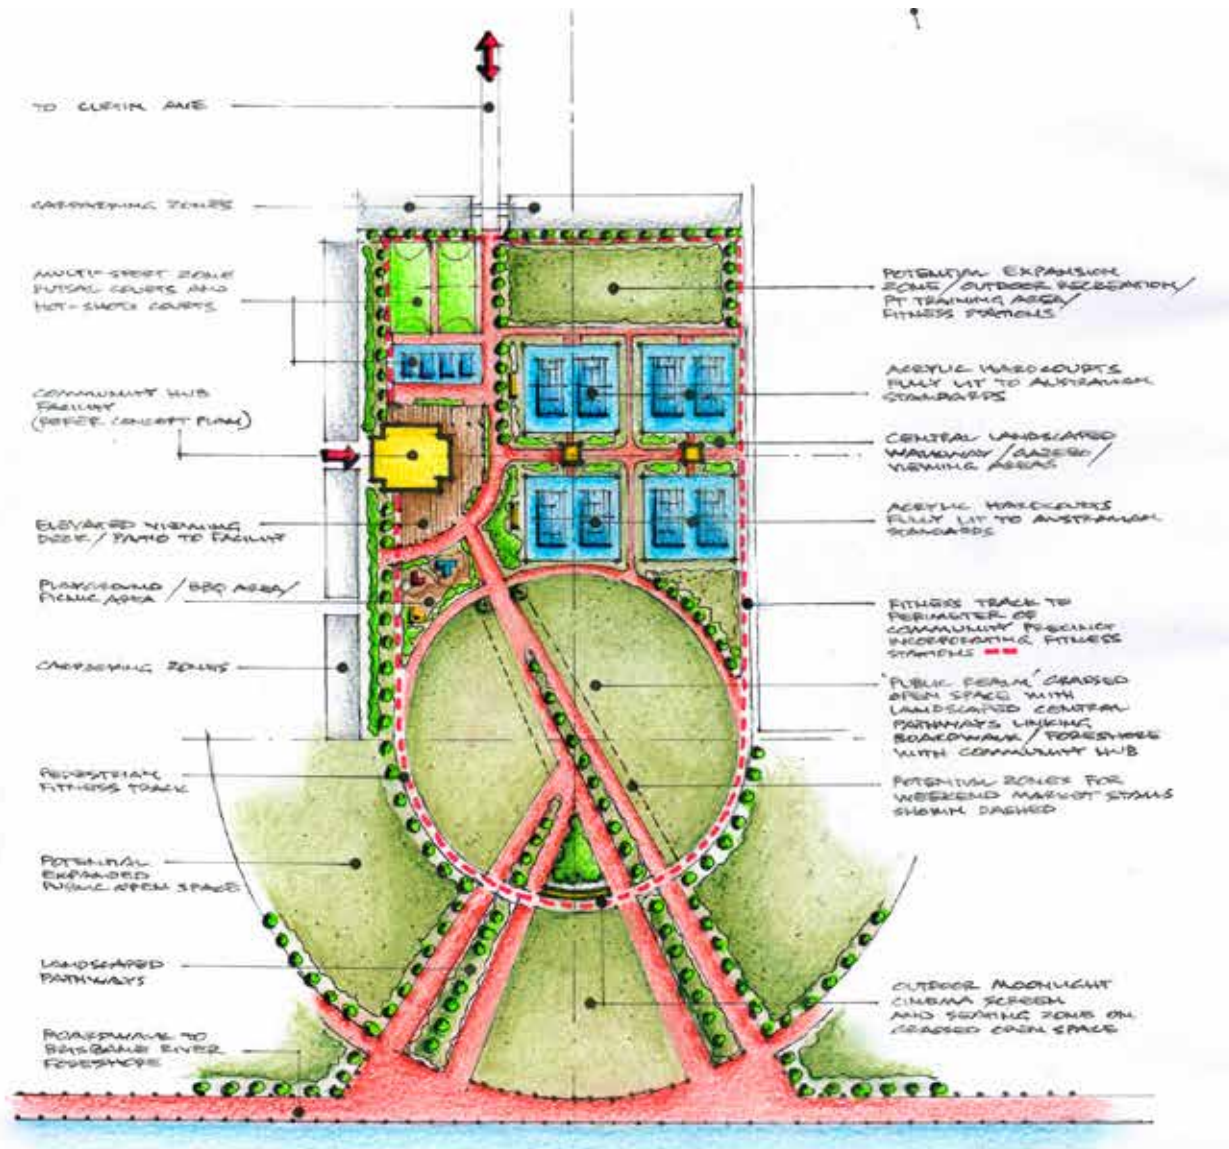 TO CURTIN AVE
CARPARKING ZONES
MULTI-SPORT ZONE
FUTSAL COURTS AND
HOT-SHOTS COURTS
COMMUNITY HUB
FACILITY
(REFER CONCEPT PLAN)
ELEVATED VIEWING
DECK / PATIO TO FACILITY
PLAYGROUND / BBQ AREA /
PICNIC AREA
CARPARKING ZONES
PEDESTRIAN
FITNESS TRACK
POTENTIAL
EXPANDED
PUBLIC OPEN SPACE
LANDSCAPED
PATHWAYS
BOARDWALK TO
BRISBANE RIVER
FORESHORE
POTENTIAL EXPANSION
ZONE / OUTDOOR RECREATION /
PT TRAINING AREA /
FITNESS STATIONS
ACRYLIC HARDCOURTS
FULLY LIT TO AUSTRALIAN
STANDARDS
CENTRAL LANDSCAPED
WALKWAY / GAZEBO /
VIEWING AREAS
ACRYLIC HARDCOURTS
FULLY LIT TO AUSTRALIAN
STANDARDS
FITNESS TRACK TO
PERIMETER OF
COMMUNITY PRECINCT
INCORPORATING FITNESS
STATIONS
'PUBLIC REALM' GRASSED
OPEN SPACE WITH
LANDSCAPED CENTRAL
PATHWAYS LINKING
BOARDWALK / FORESHORE
WITH COMMUNITY HUB
POTENTIAL ZONES FOR
WEEKEND MARKET STALLS
SHOWN DASHED
OUTDOOR MOONLIGHT
CINEMA SCREEN
AND SEATING ZONE ON
GRASSED OPEN SPACE